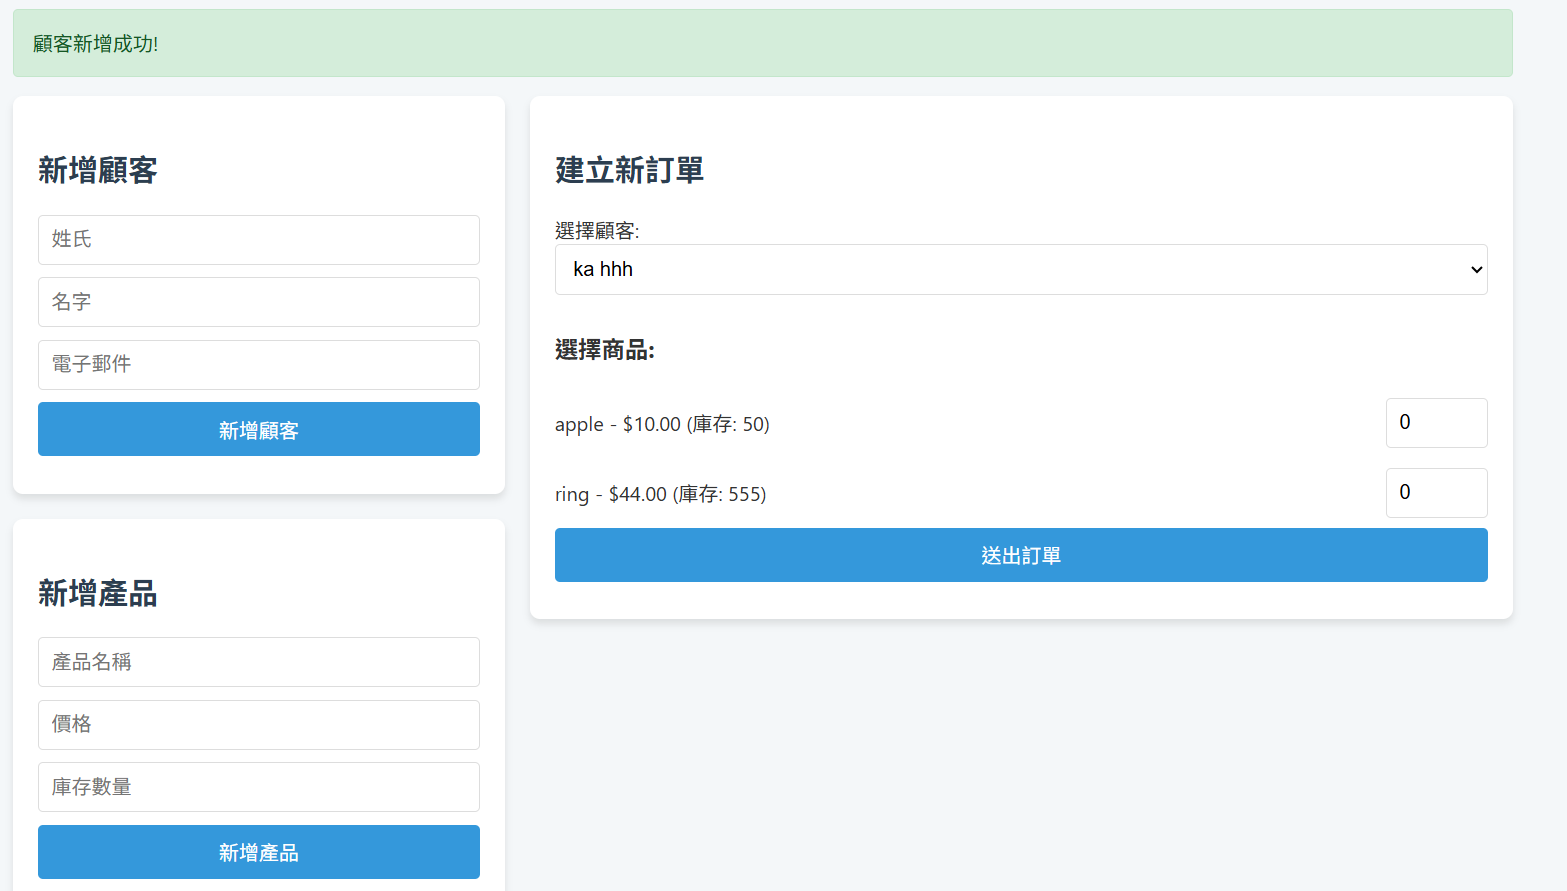 顧客新增成功!
新增顧客
姓氏
名字
電子郵件
新增顧客
新增產品
產品名稱
價格
庫存數量
新增產品
建立新訂單
選擇顧客:
ka hhh
選擇商品:
apple - $10.00 (庫存: 50)
0
ring - $44.00 (庫存: 555)
0
送出訂單